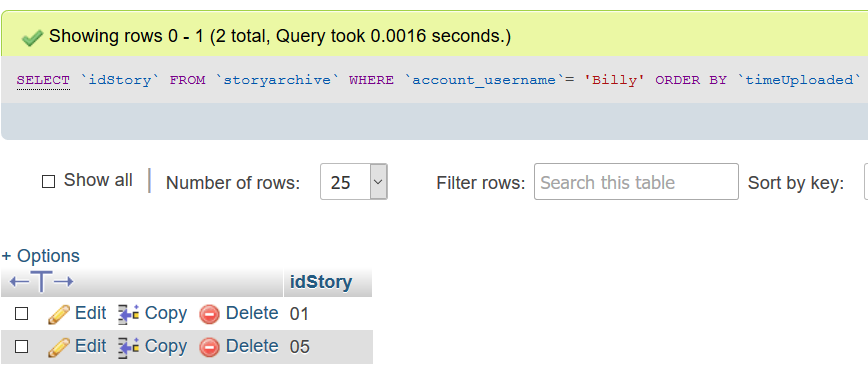 Showing rows 0 - 1 (2 total, Query took 0.0016 seconds.)
SELECT `idStory` FROM `storyarchive` WHERE `account_username`= 'Billy' ORDER BY `timeUploaded`
Show all | Number of rows: 25 Filter rows: Search this table Sort by key:
+ Options
←T→ idStory
Edit Copy Delete 01
Edit Copy Delete 05